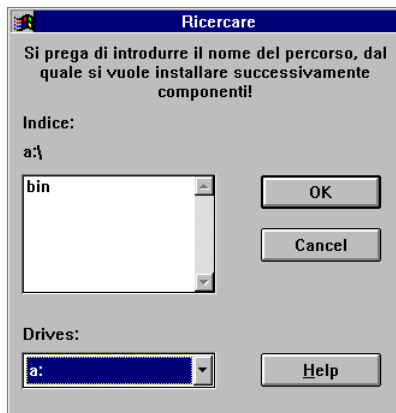 Ricercare
Si prega di introdurre il nome del percorso, dal
quale si vuole installare successivamente
componenti!
Indice:
a:\
bin
OK
Cancel
Drives:
a:
Help